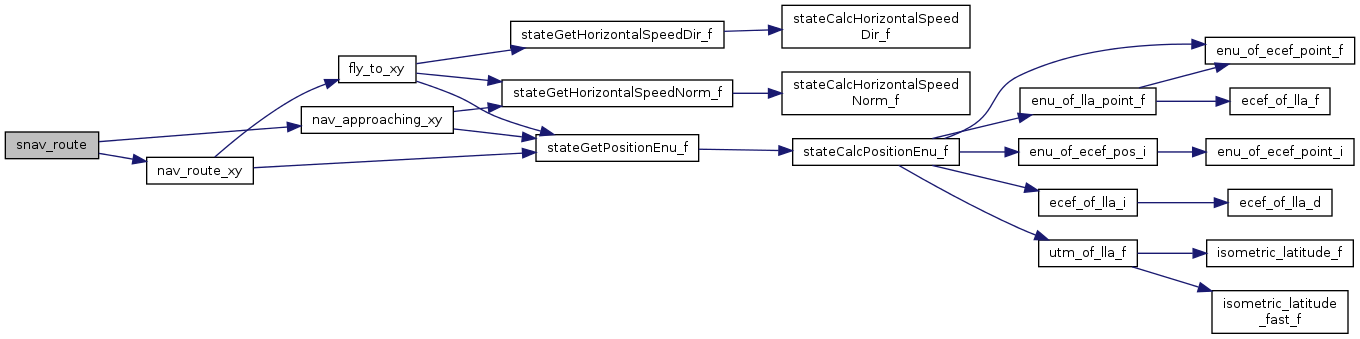 snav_route
nav_route_xy
nav_approaching_xy
fly_to_xy
stateGetHorizontalSpeedDir_f
stateGetHorizontalSpeedNorm_f
stateGetPositionEnu_f
stateCalcHorizontalSpeed
Dir_f
stateCalcHorizontalSpeed
Norm_f
stateCalcPositionEnu_f
enu_of_lla_point_f
enu_of_ecef_pos_i
ecef_of_lla_i
utm_of_lla_f
enu_of_ecef_point_f
ecef_of_lla_f
enu_of_ecef_point_i
ecef_of_lla_d
isometric_latitude_f
isometric_latitude
_fast_f